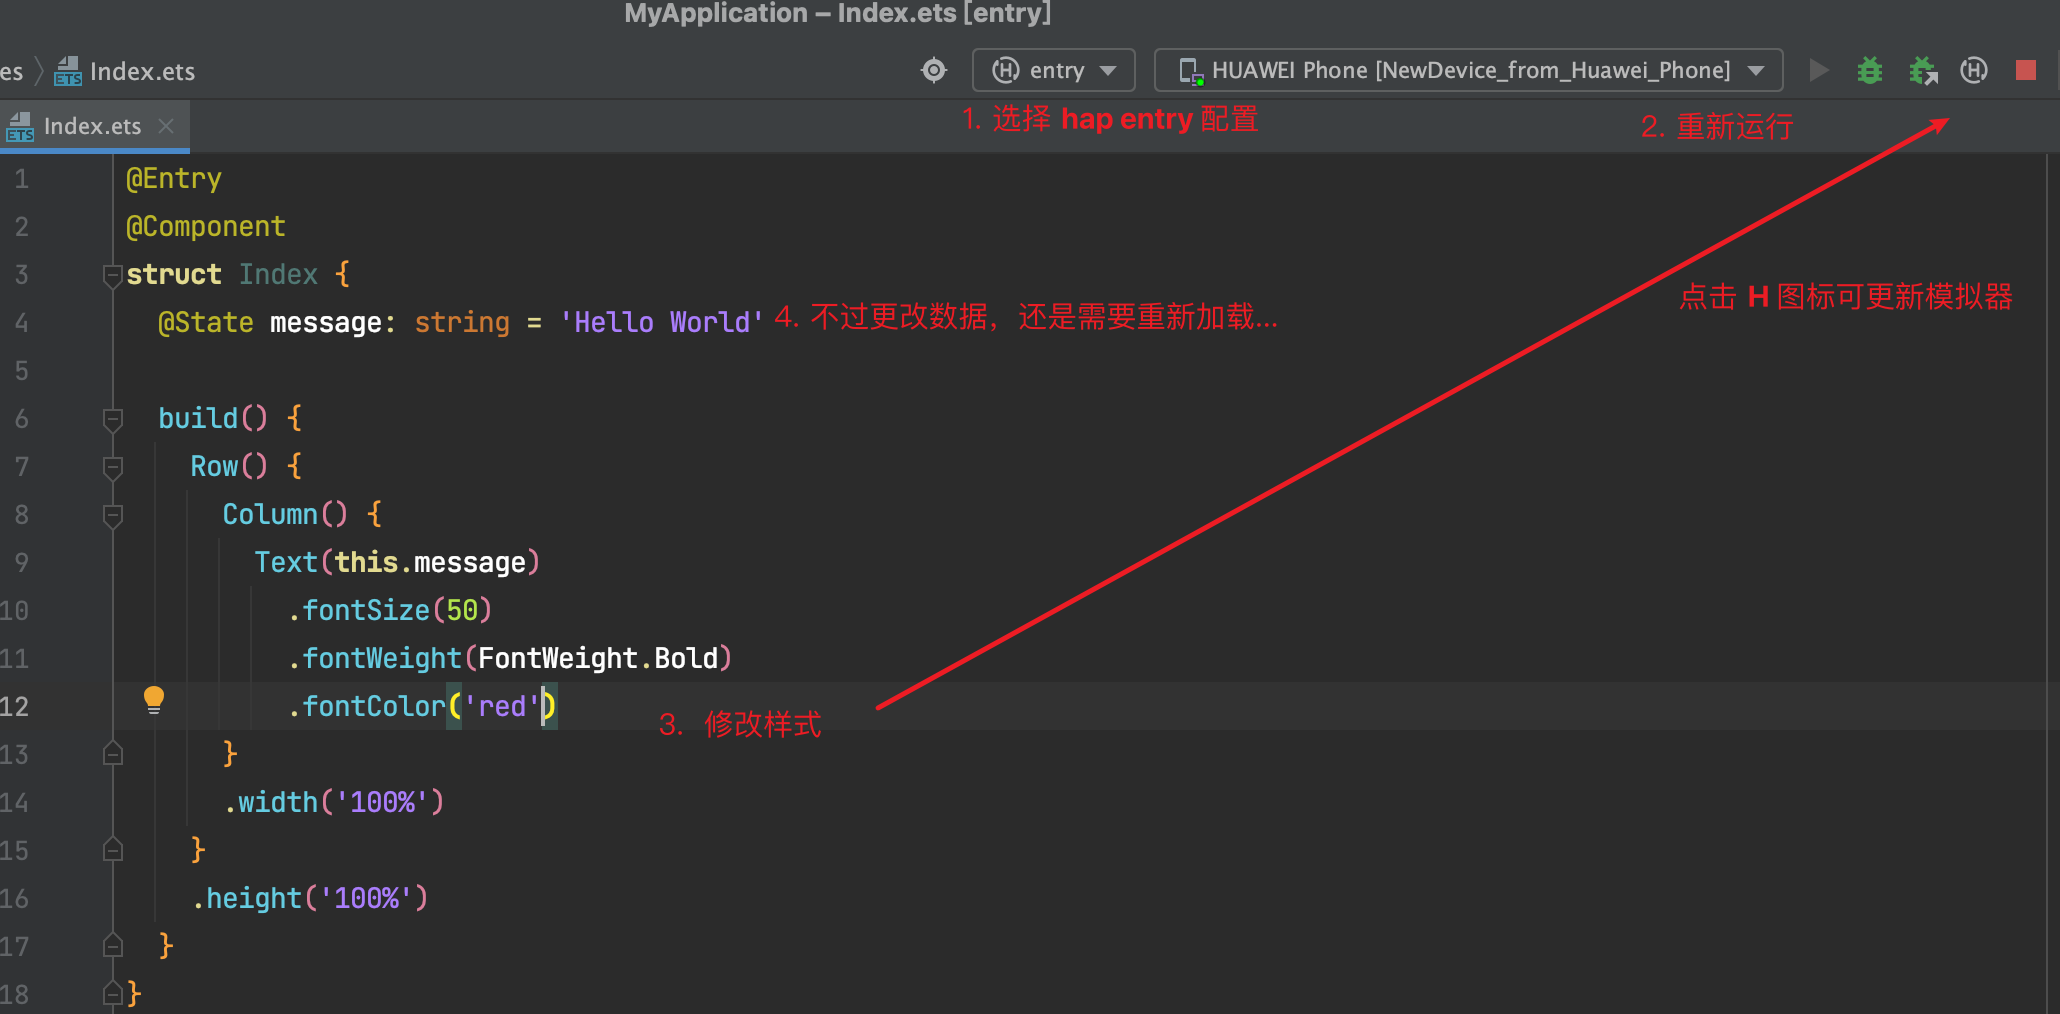 MyApplication – Index.ets [entry]
es Index.ets entry HUAWEI Phone [NewDevice_from_Huawei_Phone]
Index.ets
1. 选择 hap entry 配置
2. 重新运行
1 @Entry
2 @Component
点击 H 图标可更新模拟器
3 struct Index {
4 @State message: string = 'Hello World' 4. 不过更改数据，还是需要重新加载...
5
6 build() {
7 Row() {
8 Column() {
9 Text(this.message)
10 .fontSize(50)
11 .fontWeight(FontWeight.Bold)
12 .fontColor('red')
3. 修改样式
13 }
14 .width('100%')
15 }
16 .height('100%')
17 }
18 }